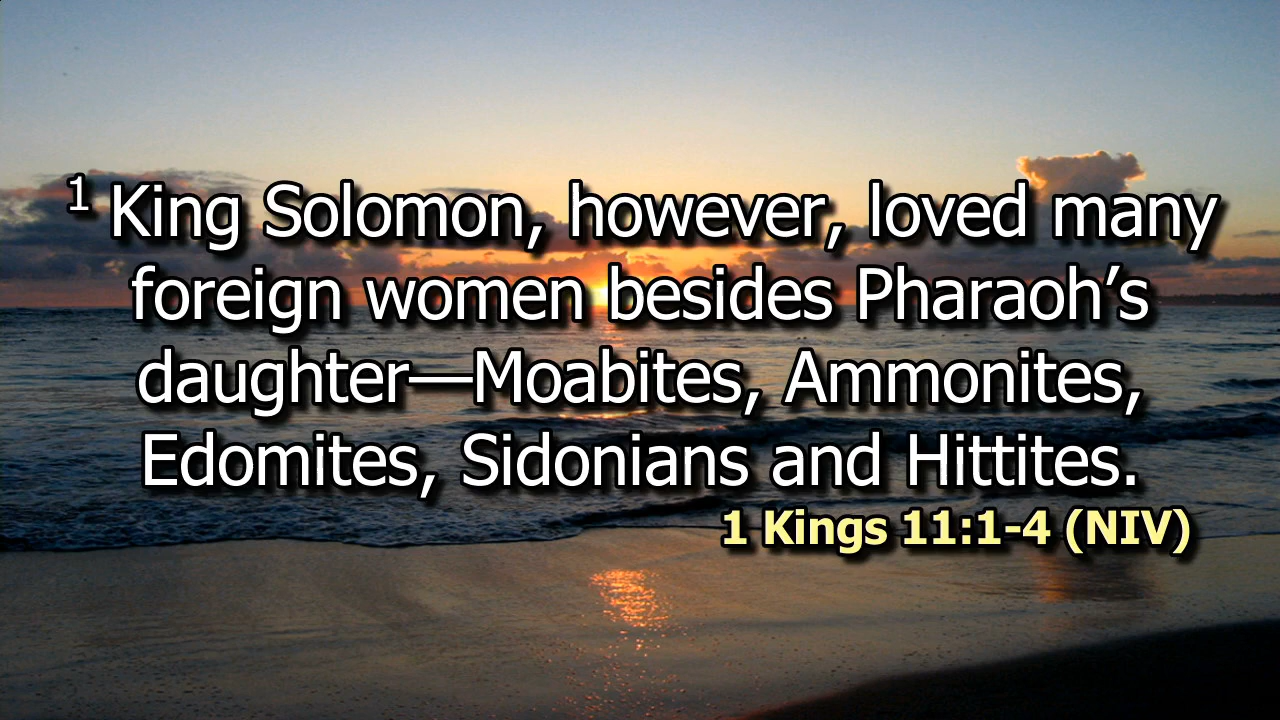 1 King Solomon, however, loved many
foreign women besides Pharaoh’s
daughter—Moabites, Ammonites,
Edomites, Sidonians and Hittites.
1 Kings 11:1-4 (NIV)